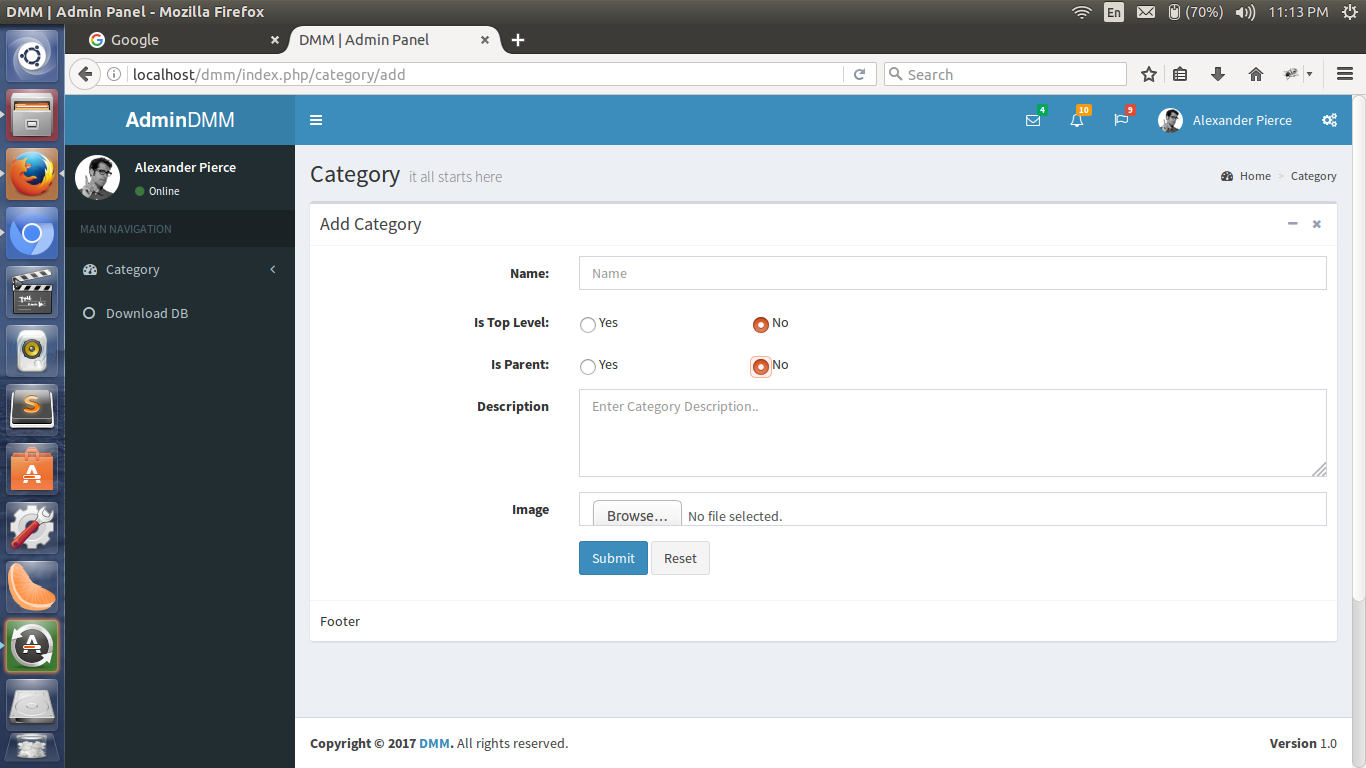 DMM | Admin Panel - Mozilla Firefox
En
(70%)
11:13 PM
Google
DMM | Admin Panel
localhost/dmm/index.php/category/add
Search
AdminDMM
4
10
9
Alexander Pierce
Alexander Pierce
Online
MAIN NAVIGATION
Category
Download DB
Category it all starts here
Home > Category
Add Category
Name:
Name
Is Top Level:
Yes
No
Is Parent:
Yes
No
Description
Enter Category Description..
Image
Browse...
No file selected.
Submit
Reset
Footer
Copyright © 2017 DMM. All rights reserved.
Version 1.0